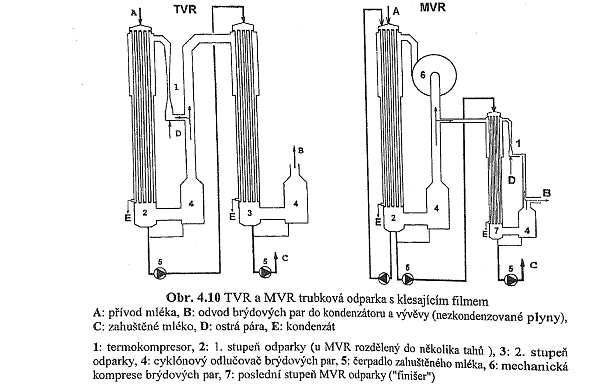 TVR MVR
A A
1 6
D 1
B D
B
4 4 4
E 2 E 3 E 2 E 7 4
5 5 C 5 5 C
Obr. 4.10 TVR a MVR trubková odparka s klesajícím filmem
A: přívod mléka, B: odvod brýdových par do kondenzátoru a vývěvy (nezkondenzované plyny),
C: zahuštěné mléko, D: ostrá pára, E: kondenzát
1: termokompresor, 2: 1. stupeň odparky (u MVR rozdělený do několika tahů ), 3: 2. stupeň
odparky, 4: cyklónový odlučovač brýdových par, 5: čerpadlo zahuštěného mléka, 6: mechanická
komprese brýdových par, 7: poslední stupeň MVR odparky ("finišer")